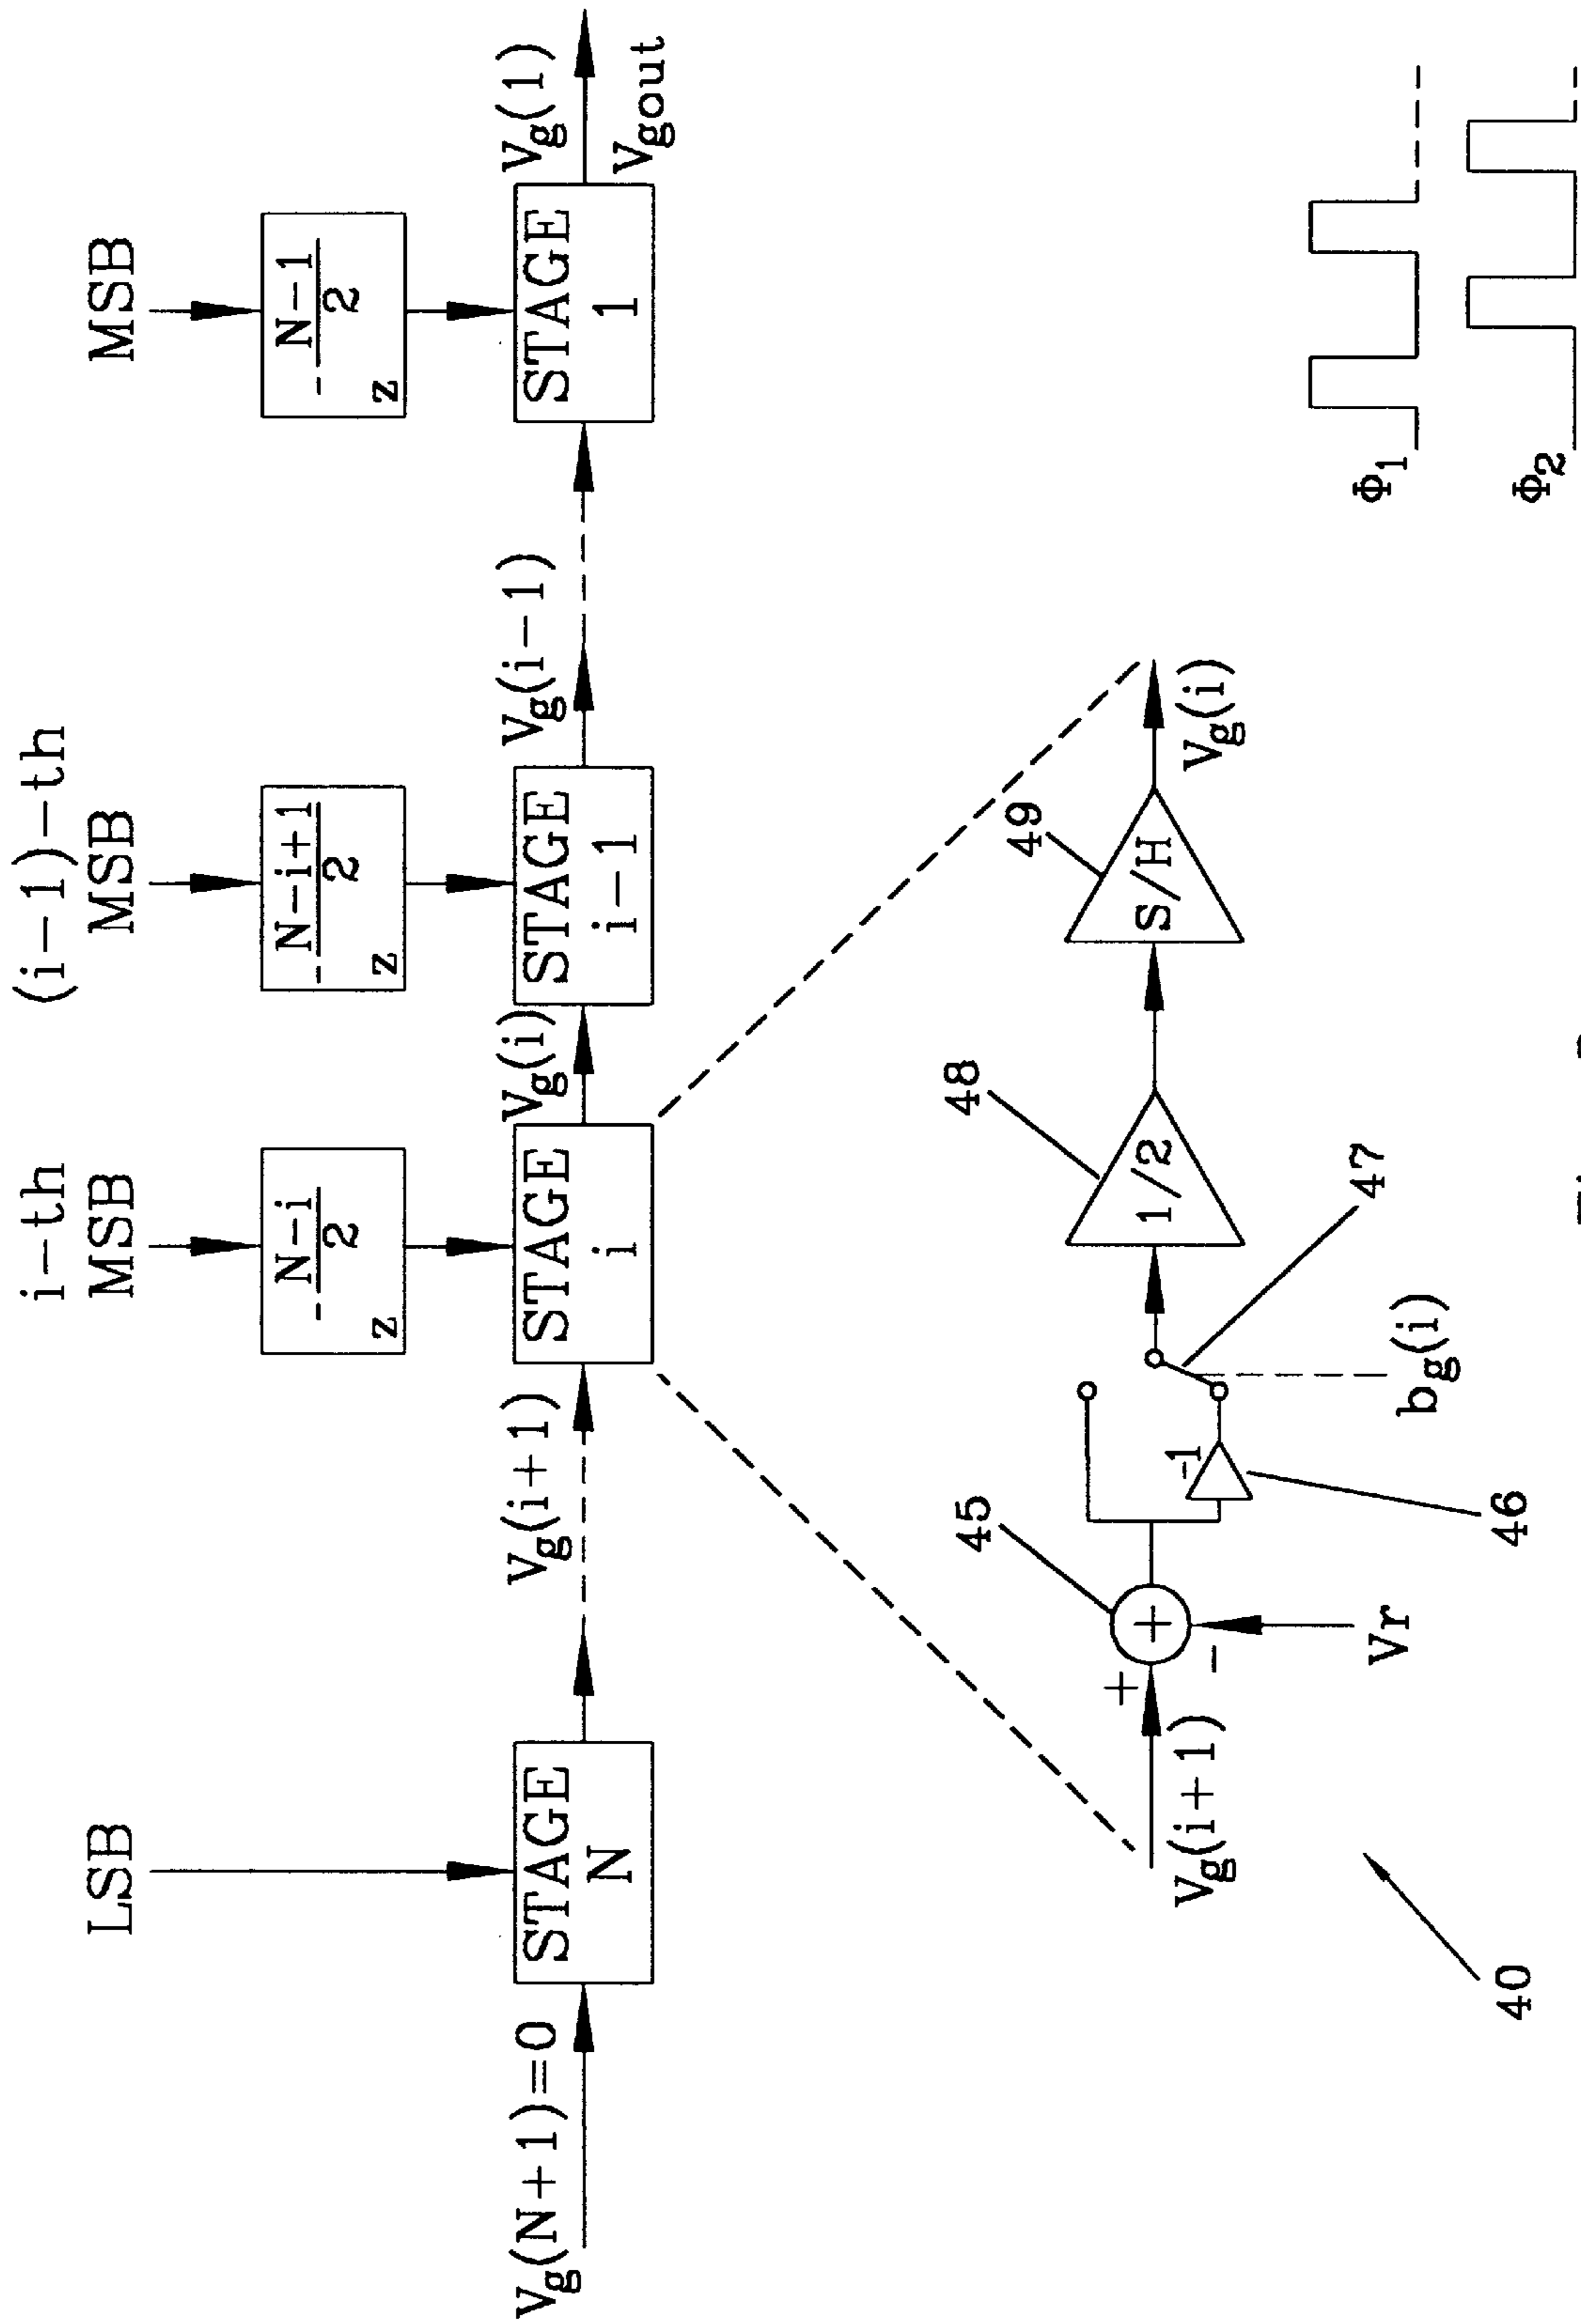 LSB
i-th
MSB
(i-1)-th
MSB
MSB
z - N-i / 2
z - N-i+1 / 2
z - N-1 / 2
Vg(N+1)=0
STAGE
N
Vg(i+1)
STAGE
i
Vg(i)
STAGE
i-1
Vg(i-1)
STAGE
1
Vg(1)
Vgout
40
Vg(i+1)
+
-
+
Vr
45
-1
46
bg(i)
47
1/2
48
S/H
49
Vg(i)
Φ1
Φ2